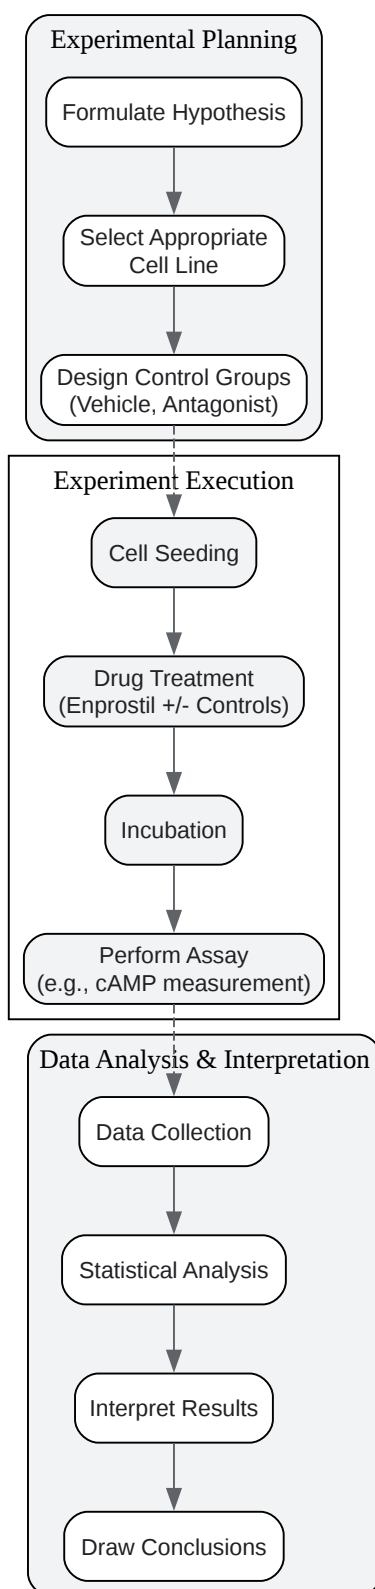 Experimental Planning
Formulate Hypothesis
Select Appropriate
Cell Line
Design Control Groups
(Vehicle, Antagonist)
Experiment Execution
Cell Seeding
Drug Treatment
(Enprostil +/- Controls)
Incubation
Perform Assay
(e.g., cAMP measurement)
Data Analysis & Interpretation
Data Collection
Statistical Analysis
Interpret Results
Draw Conclusions